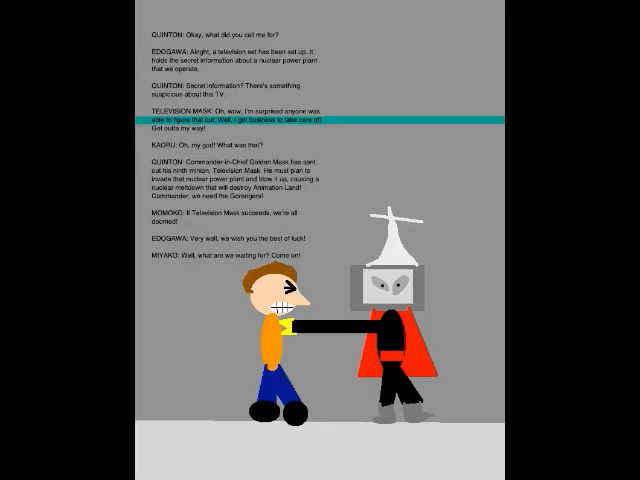 QUINTON: Okay, what did you call me for?
EDOGAWA: Alright, a television set has been set up. It
holds the secret information about a nuclear power plant
that we operate.
QUINTON: Secret information? There's something
suspicious about this TV.
TELEVISION MASK: Oh, wow, I'm surprised anyone was
able to figure that out. Well, I got business to take care of!
Get outta my way!
KAORU: Oh, my god! What was that?
QUINTON: Commander-in-Chief Golden Mask has sent
out his ninth minion, Television Mask. He must plan to
invade that nuclear power plant and blow it up, causing a
nuclear meltdown that will destroy Animation Land!
Commander, we need the Gorengers!
MOMOKO: If Television Mask succeeds, we're all
doomed!
EDOGAWA: Very well, we wish you the best of luck!
MIYAKO: Well, what are we waiting for? Come on!